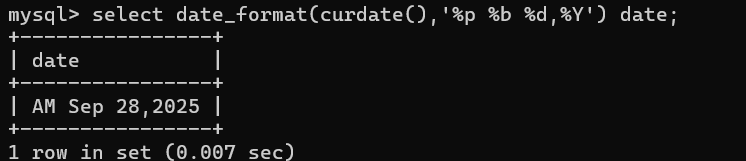 mysql> select date_format(curdate(),'%p %b %d,%Y') date;
+----------------+
| date           |
+----------------+
| AM Sep 28,2025 |
+----------------+
1 row in set (0.007 sec)